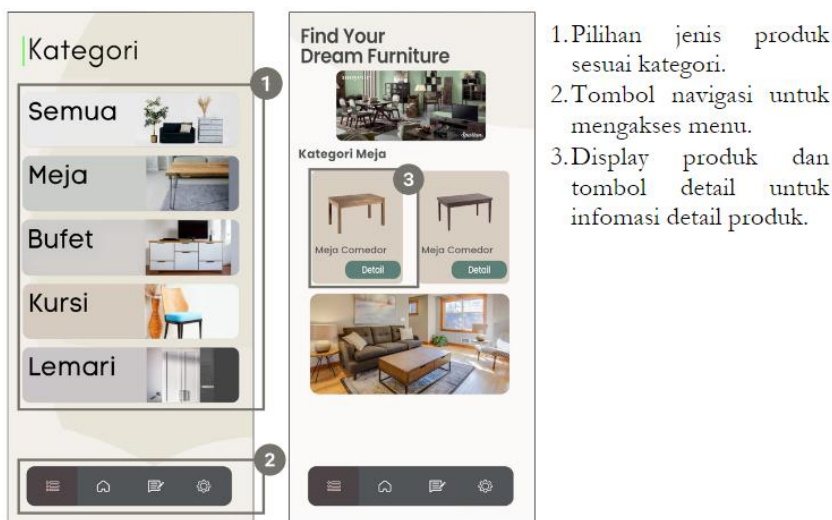 Kategori
1
Semua
Meja
Bufet
Kursi
Lemari
2
Find Your
Dream Furniture
Kategori Meja
3
Meja Comedor
Detail
Meja Comedor
Detail
1. Pilihan jenis produk
sesuai kategori.
2. Tombol navigasi untuk
mengakses menu.
3. Display produk dan
tombol detail untuk
infomasi detail produk.